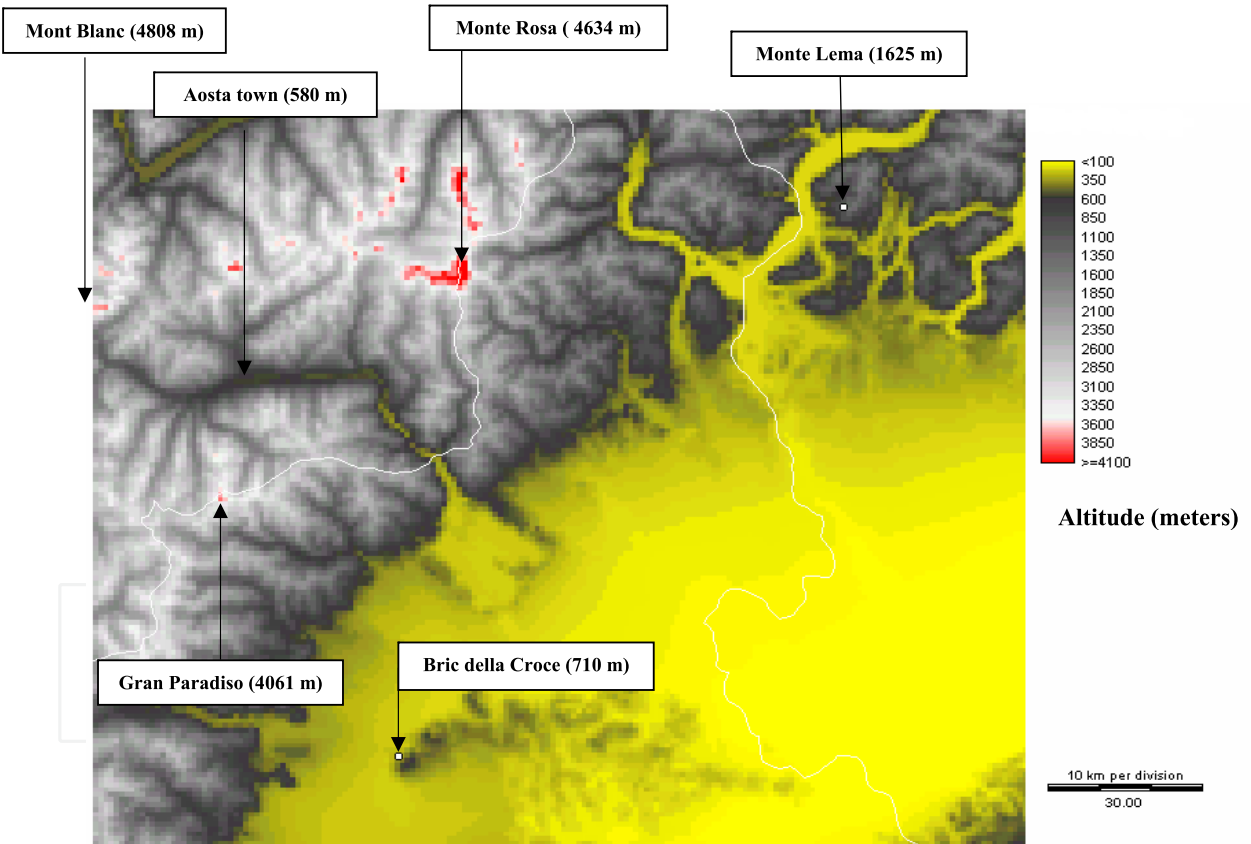 Mont Blanc (4808 m)
Monte Rosa ( 4634 m)
Monte Lema (1625 m)
Aosta town (580 m)
<100
350
600
850
1100
1350
1600
1850
2100
2350
2600
2850
3100
3350
3600
3850
>=4100
Altitude (meters)
Bric della Croce (710 m)
Gran Paradiso (4061 m)
10 km per division
30.00